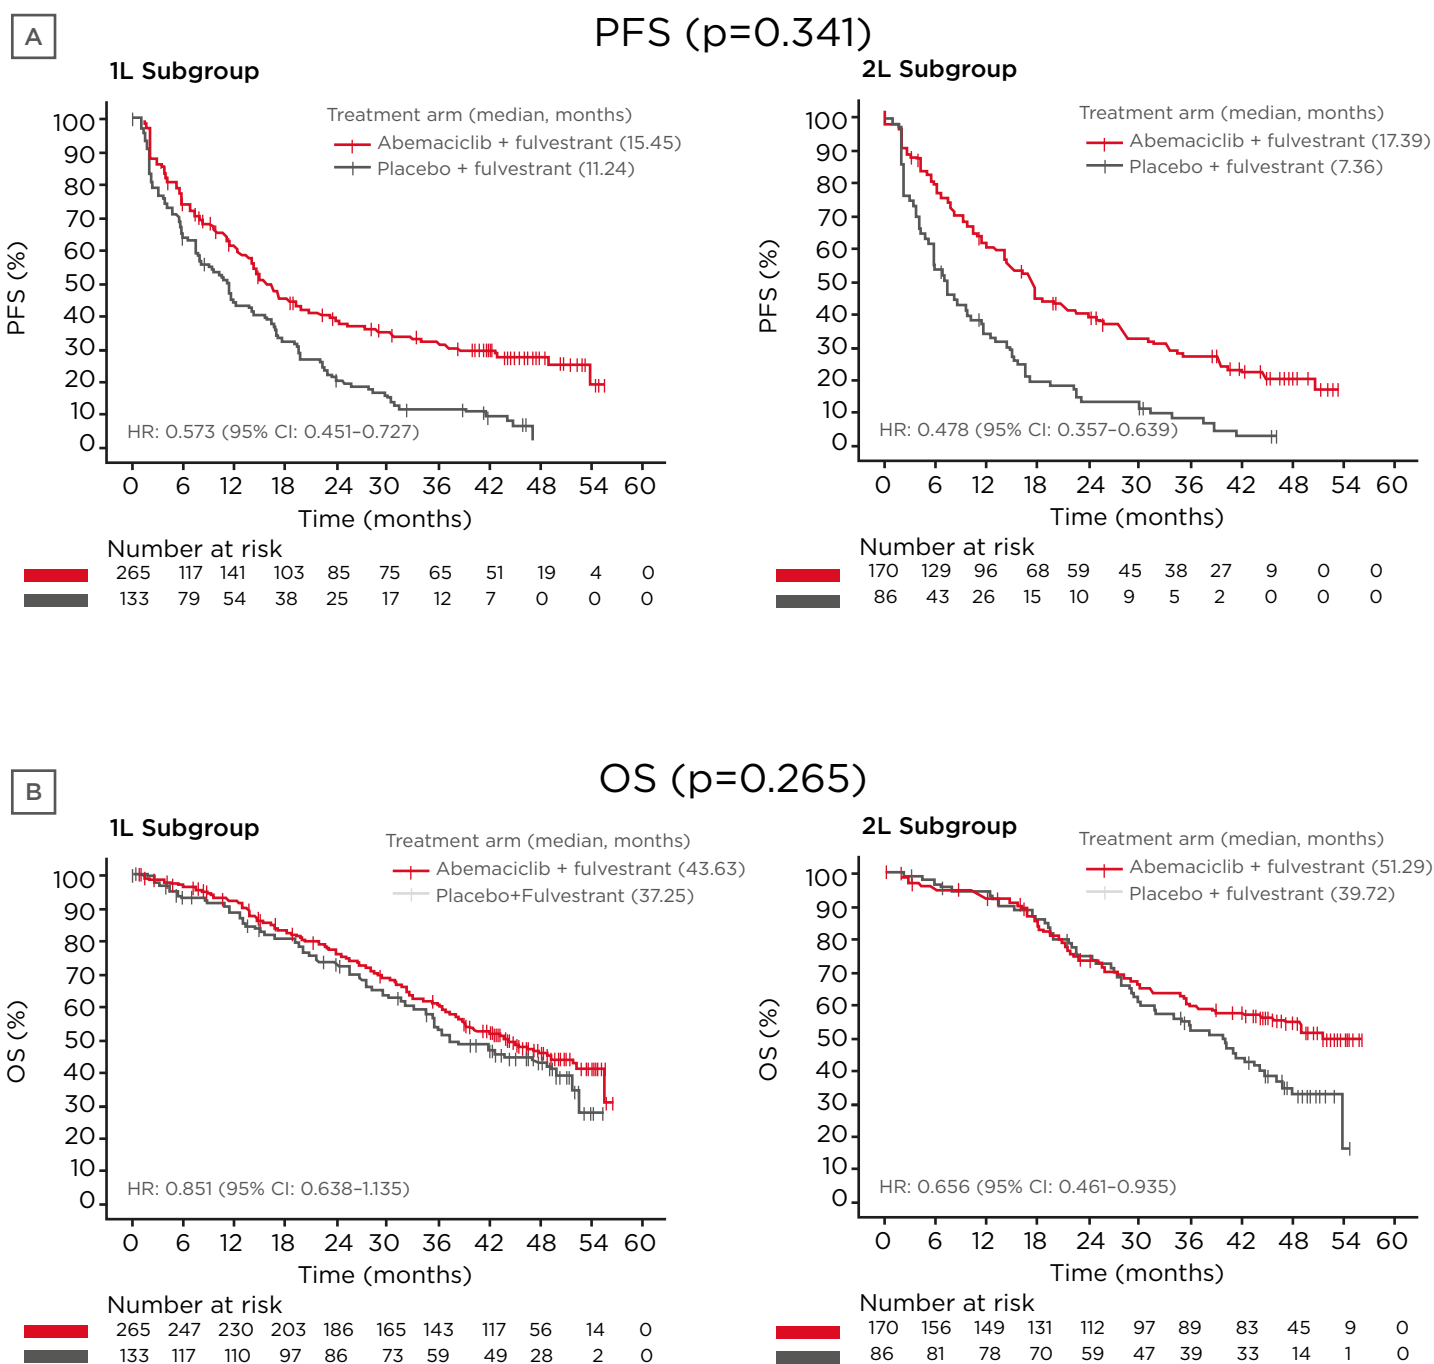 A
PFS (p=0.341)
1L Subgroup
Treatment arm (median, months)
Abemaciclib + fulvestrant (15.45)
Placebo + fulvestrant (11.24)
PFS (%)
100
90
80
70
60
50
40
30
20
10
0
HR: 0.573 (95% CI: 0.451–0.727)
0 6 12 18 24 30 36 42 48 54 60
Time (months)
Number at risk
265 117 141 103 85 75 65 51 19 4 0
133 79 54 38 25 17 12 7 0 0 0
2L Subgroup
Treatment arm (median, months)
Abemaciclib + fulvestrant (17.39)
Placebo + fulvestrant (7.36)
PFS (%)
100
90
80
70
60
50
40
30
20
10
0
HR: 0.478 (95% CI: 0.357–0.639)
0 6 12 18 24 30 36 42 48 54 60
Time (months)
Number at risk
170 129 96 68 59 45 38 27 9 0 0
86 43 26 15 10 9 5 2 0 0 0
B
OS (p=0.265)
1L Subgroup
Treatment arm (median, months)
Abemaciclib + fulvestrant (43.63)
Placebo+Fulvestrant (37.25)
OS (%)
100
90
80
70
60
50
40
30
20
10
0
HR: 0.851 (95% CI: 0.638–1.135)
0 6 12 18 24 30 36 42 48 54 60
Time (months)
Number at risk
265 247 230 203 186 165 143 117 56 14 0
133 117 110 97 86 73 59 49 28 2 0
2L Subgroup
Treatment arm (median, months)
Abemaciclib + fulvestrant (51.29)
Placebo + fulvestrant (39.72)
OS (%)
100
90
80
70
60
50
40
30
20
10
0
HR: 0.656 (95% CI: 0.461–0.935)
0 6 12 18 24 30 36 42 48 54 60
Time (months)
Number at risk
170 156 149 131 112 97 89 83 45 9 0
86 81 78 70 59 47 39 33 14 1 0